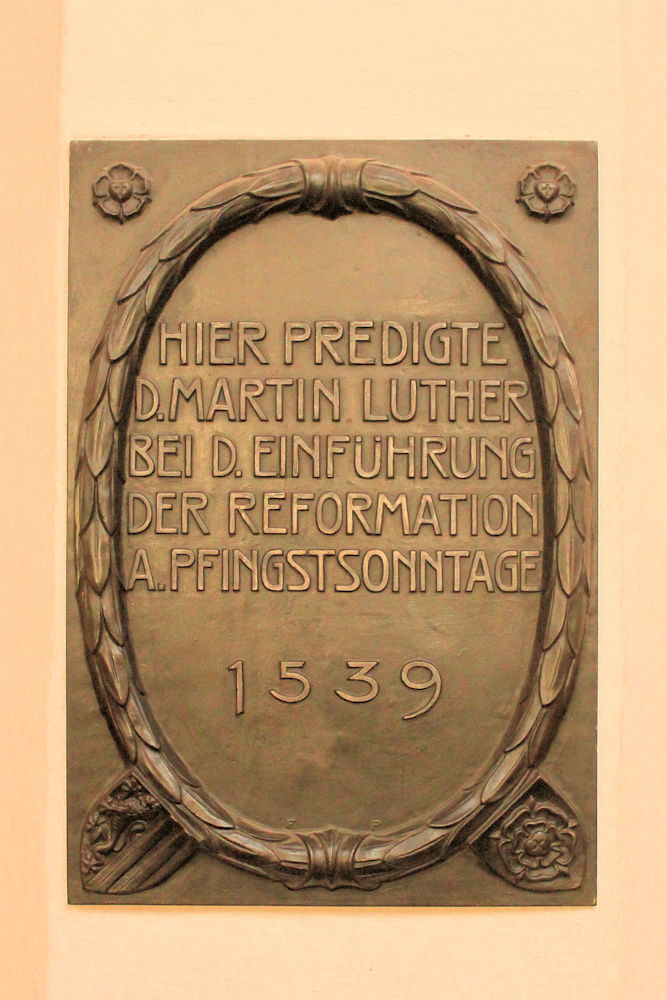 HIER PREDIGTE
D.MARTIN LUTHER
BEI D. EINFÜHRUNG
DER REFORMATION
A. PFINGSTSONNTAGE
1539